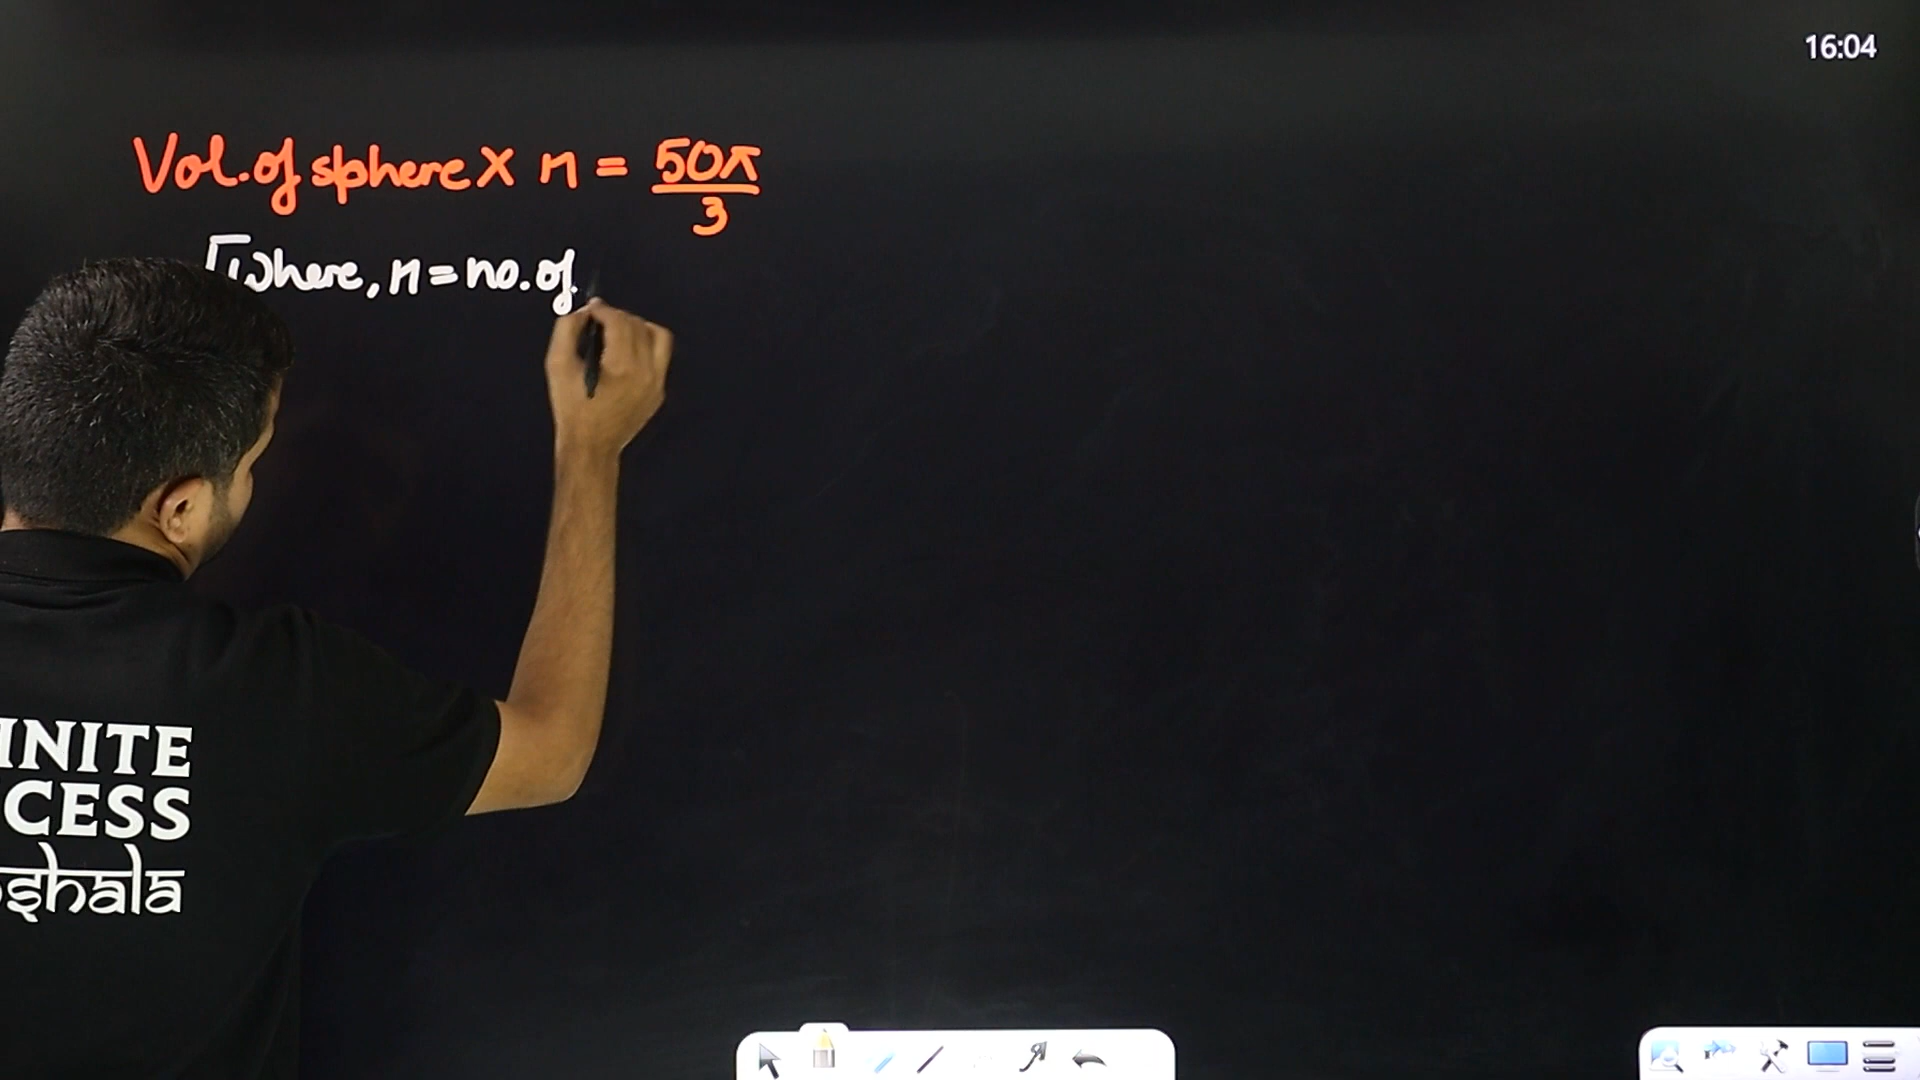 16:04
Vol. of sphere × n = 50π/3
[Where, n = no. of
INITE
CESS
shala